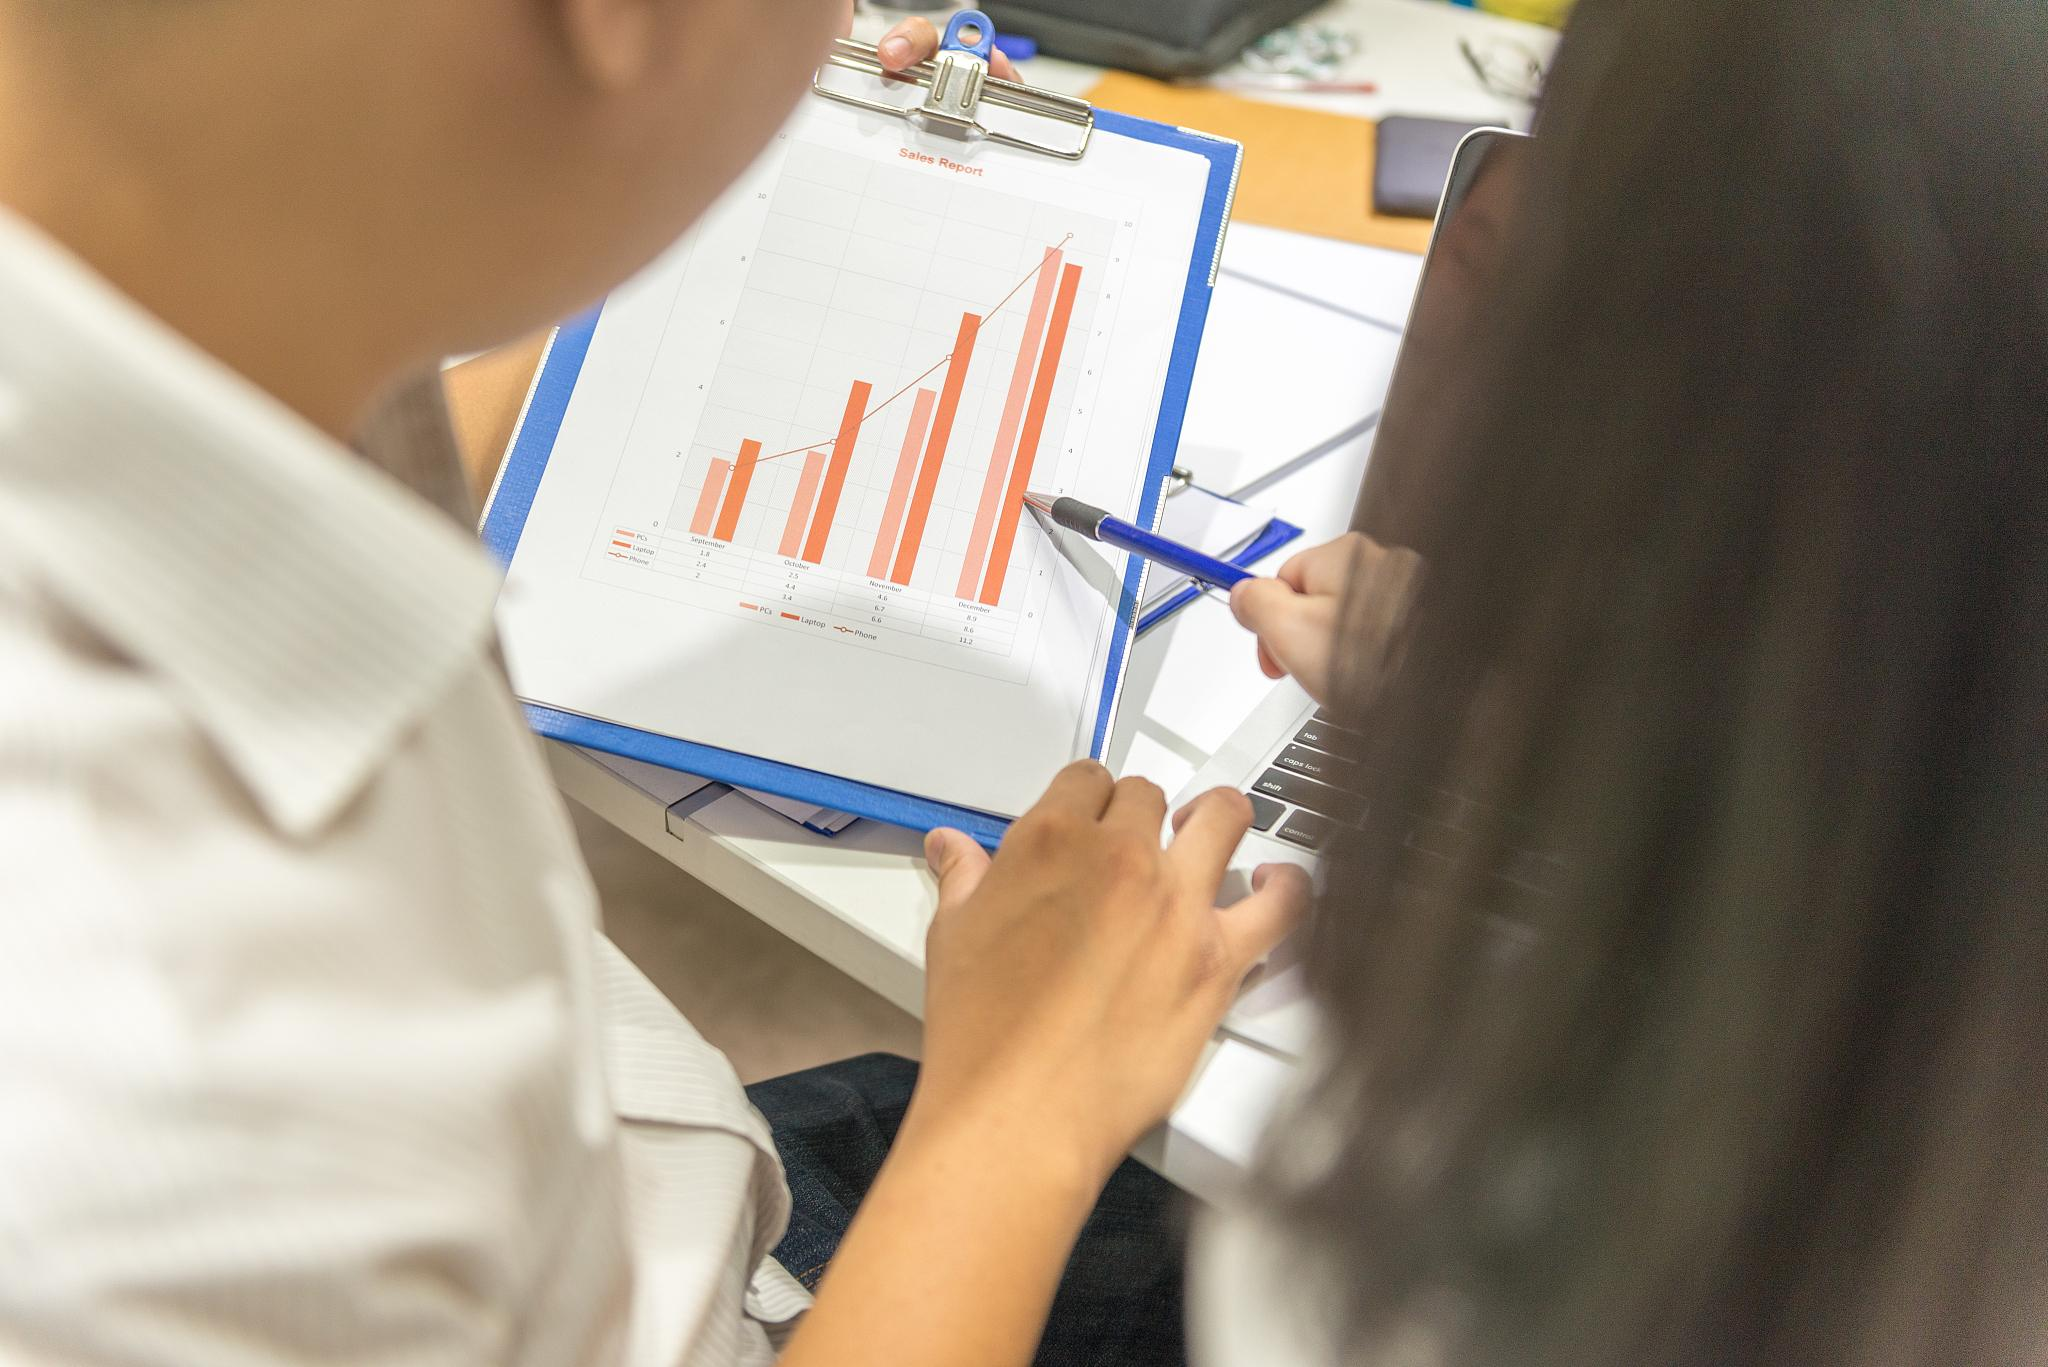 Sales Report
12
10
8
6
4
2
0
10
9
8
7
6
5
4
3
2
1
0
September October November December
PCs 1.8 2.5 4.6 8.9
Laptop 2.4 4.4 6.7 8.6
Phone 2 3.4 6.6 11.2
PCs Laptop Phone
tab
caps lock
shift
control